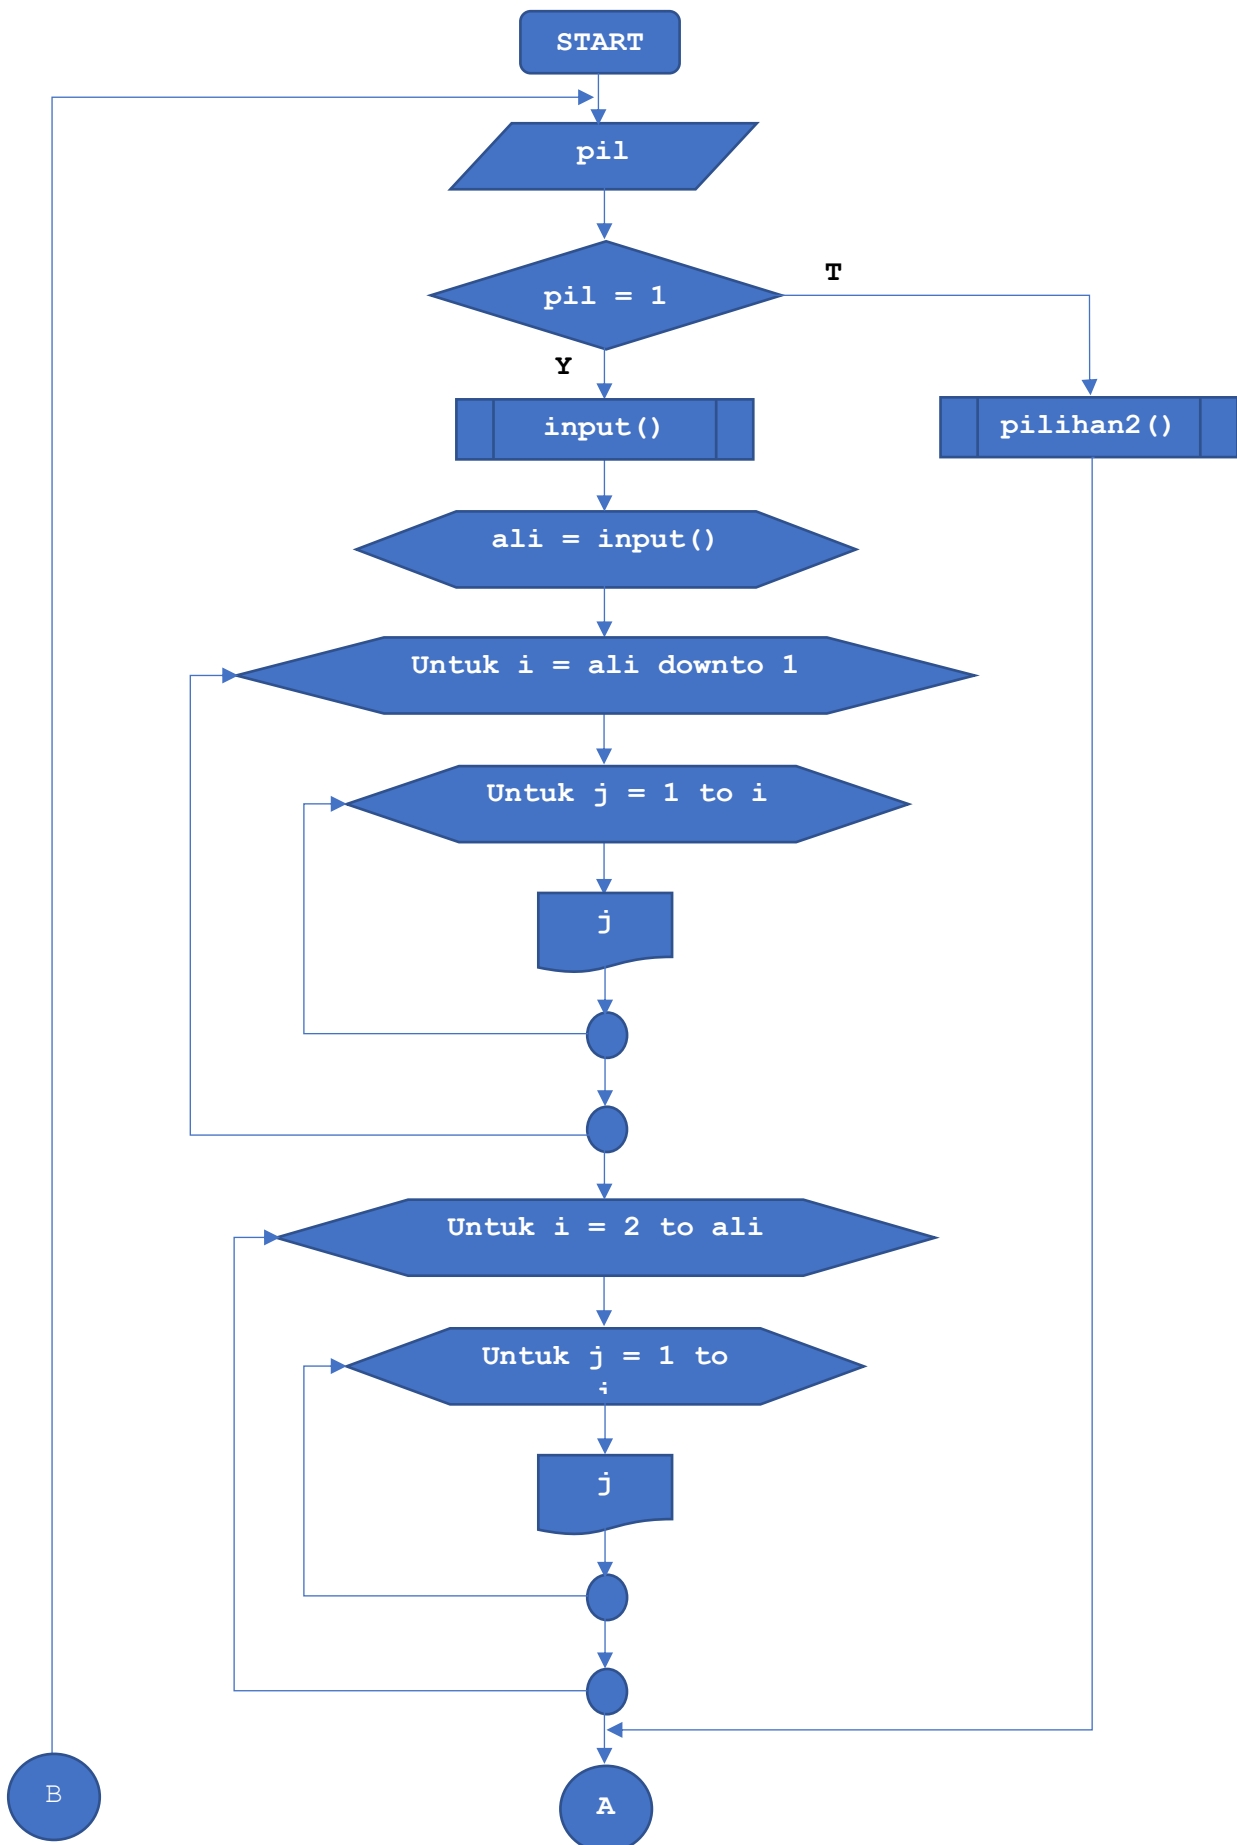 START
pil
pil = 1
T
Y
input()
pilihan2()
ali = input()
Untuk i = ali downto 1
Untuk j = 1 to i
j
Untuk i = 2 to ali
Untuk j = 1 to
j
B
A